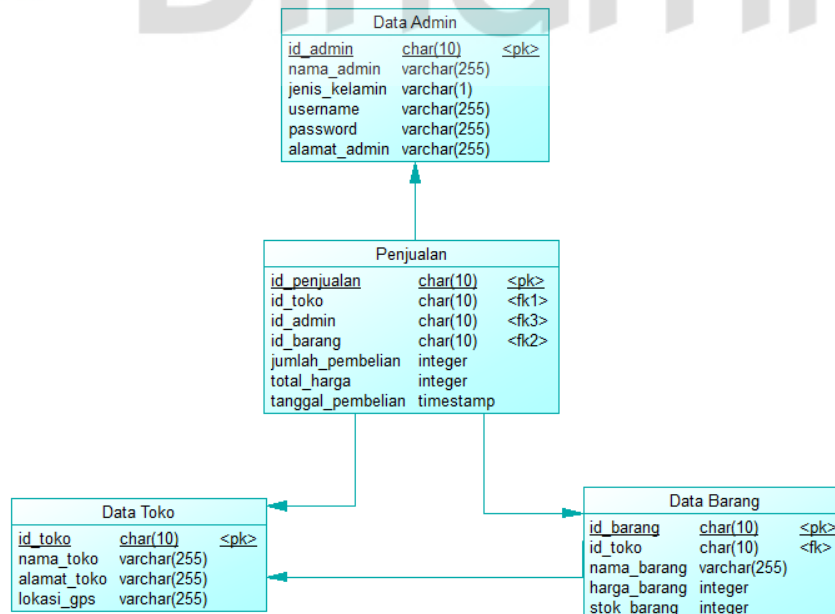 Data Admin
id_admin char(10) <pk>
nama_admin varchar(255)
jenis_kelamin varchar(1)
username varchar(255)
password varchar(255)
alamat_admin varchar(255)
Penjualan
id_penjualan char(10) <pk>
id_toko char(10) <fk1>
id_admin char(10) <fk3>
id_barang char(10) <fk2>
jumlah_pembelian integer
total_harga integer
tanggal_pembelian timestamp
Data Toko
id_toko char(10) <pk>
nama_toko varchar(255)
alamat_toko varchar(255)
lokasi_gps varchar(255)
Data Barang
id_barang char(10) <pk>
id_toko char(10) <fk>
nama_barang varchar(255)
harga_barang integer
stok_barang integer